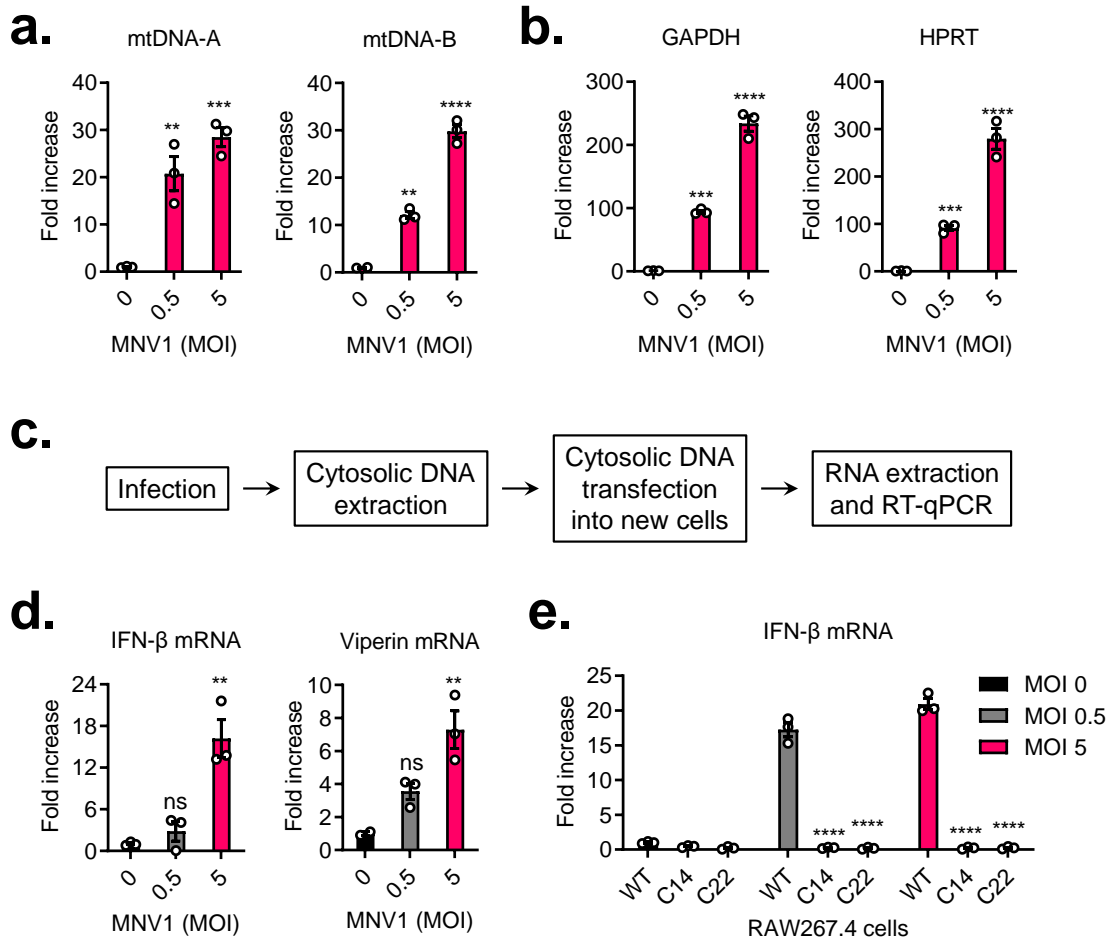 a.
mtDNA-A
Fold increase
40
30
20
10
0
**
***
0
0.5
5
MNV1 (MOI)
mtDNA-B
Fold increase
40
30
20
10
0
**
****
0
0.5
5
MNV1 (MOI)
b.
GAPDH
Fold increase
300
200
100
0
***
****
0
0.5
5
MNV1 (MOI)
HPRT
Fold increase
400
300
200
100
0
***
****
0
0.5
5
MNV1 (MOI)
c.
Infection
Cytosolic DNA
extraction
Cytosolic DNA
transfection
into new cells
RNA extraction
and RT-qPCR
d.
IFN-β mRNA
Fold increase
24
18
12
6
0
ns
**
0
0.5
5
MNV1 (MOI)
Viperin mRNA
Fold increase
10
8
6
4
2
0
ns
**
0
0.5
5
MNV1 (MOI)
e.
IFN-β mRNA
Fold increase
25
20
15
10
5
0
**** ****
**** ****
WT C14 C22 WT C14 C22 WT C14 C22
RAW267.4 cells
MOI 0
MOI 0.5
MOI 5